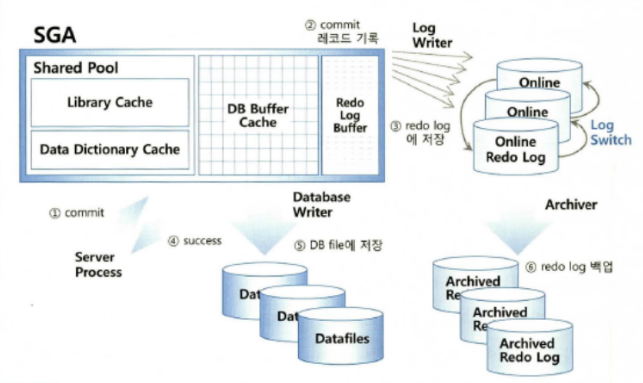 SGA
② commit
레코드 기록
Log
Writer
Shared Pool
Library Cache
Data Dictionary Cache
DB Buffer
Cache
Redo
Log
Buffer
③ redo log
에 저장
Online
Online
Online
Redo Log
Log
Switch
① commit
Server
Process
④ success
Database
Writer
⑤ DB file에 저장
Archiver
⑥ redo log 백업
Dat
Dat
Datafiles
Archived
Re
Archived
Re
Archived
Redo Log